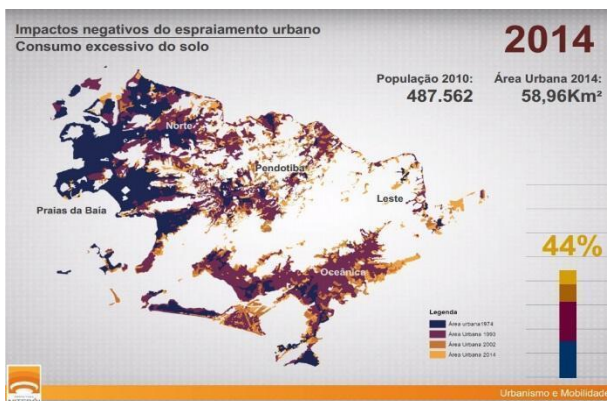 Impactos negativos do espraiamento urbano
Consumo excessivo do solo
2014
População 2010:
487.562
Área Urbana 2014:
58,96Km²
Norte
Pendotiba
Leste
Praias da Baía
Oceânica
44%
Legenda
Área urbana1974
Área Urbana 1990
Área Urbana 2002
Área Urbana 2014
NITERÓI
Urbanismo e Mobilidade